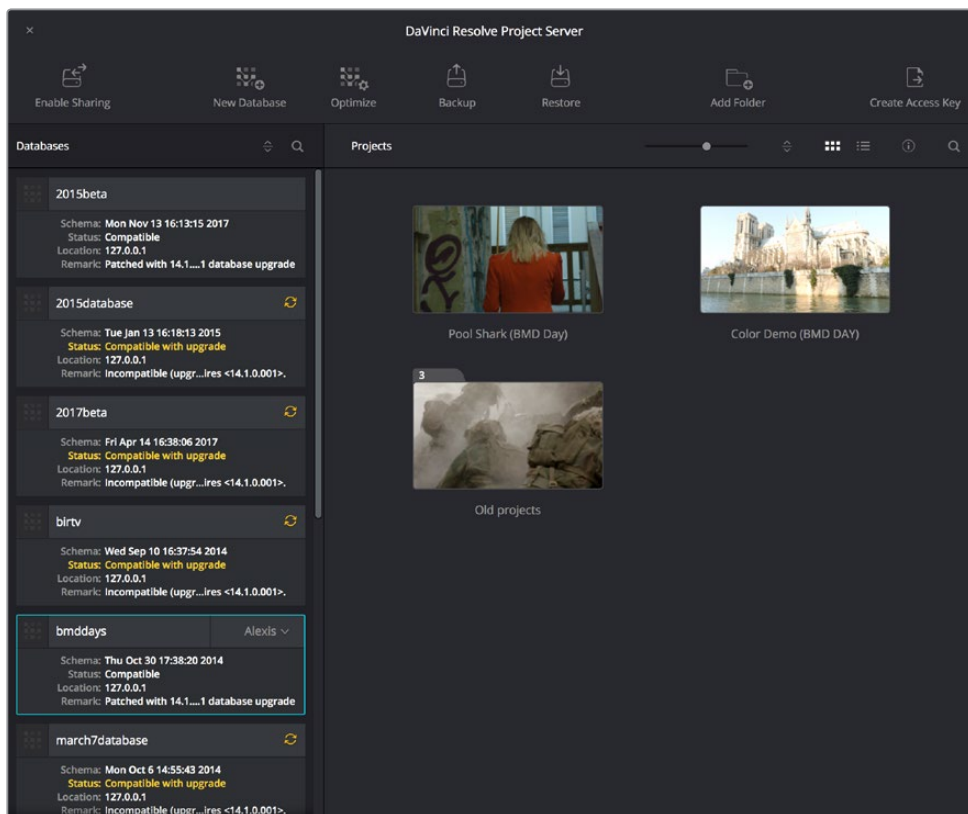 DaVinci Resolve Project Server
Enable Sharing
New Database
Optimize
Backup
Restore
Add Folder
Create Access Key
Databases
Projects
2015beta
Schema: Mon Nov 13 16:13:15 2017
Status: Compatible
Location: 127.0.0.1
Remark: Patched with 14.1....1 database upgrade
2015database
Schema: Tue Jan 13 16:18:13 2015
Status: Compatible with upgrade
Location: 127.0.0.1
Remark: Incompatible (upgr...ires <14.1.0.001>.
2017beta
Schema: Fri Apr 14 16:38:06 2017
Status: Compatible with upgrade
Location: 127.0.0.1
Remark: Incompatible (upgr...ires <14.1.0.001>.
birtv
Schema: Wed Sep 10 16:37:54 2014
Status: Compatible with upgrade
Location: 127.0.0.1
Remark: Incompatible (upgr...ires <14.1.0.001>.
bmddays Alexis
Schema: Thu Oct 30 17:38:20 2014
Status: Compatible
Location: 127.0.0.1
Remark: Patched with 14.1....1 database upgrade
march7database
Schema: Mon Oct 6 14:55:43 2014
Status: Compatible with upgrade
Location: 127.0.0.1
Remark: Incompatible (upgr...ires <14.1.0.001>.
Pool Shark (BMD Day)
Color Demo (BMD DAY)
3
Old projects